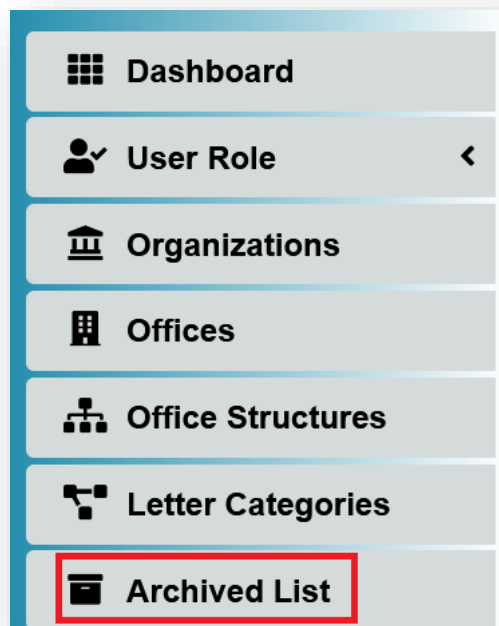 Dashboard
User Role
Organizations
Offices
Office Structures
Letter Categories
Archived List